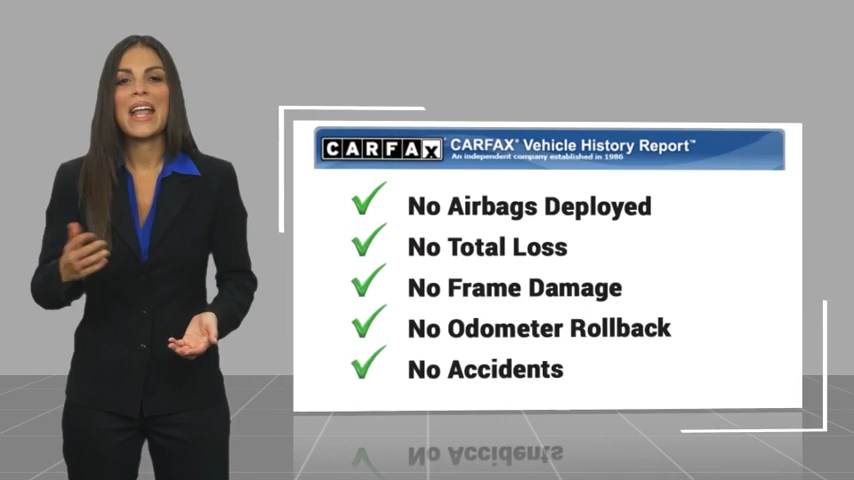 CARFAX CARFAX® Vehicle History Report™
An independent company established in 1986
No Airbags Deployed
No Total Loss
No Frame Damage
No Odometer Rollback
No Accidents
No Accidents